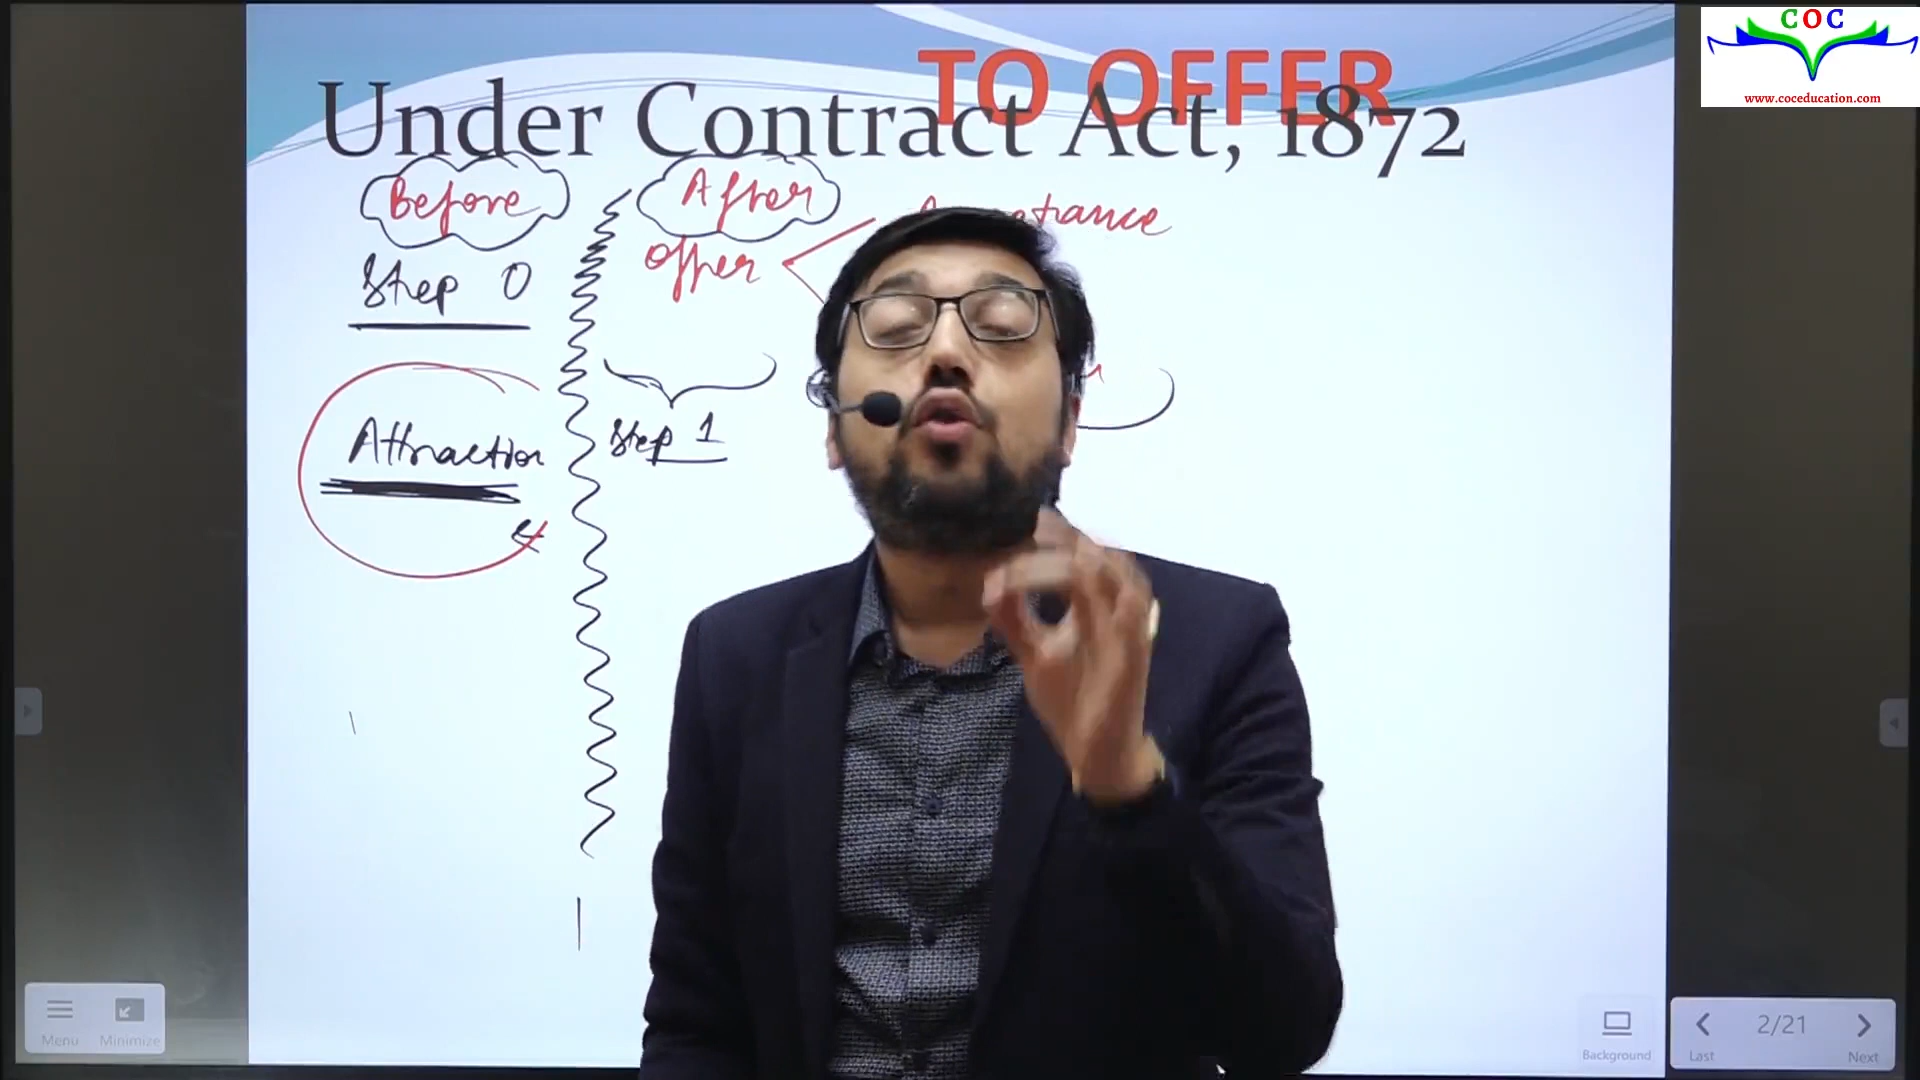 COC
www.coceducation.com
TO OFFER
Under Contract Act, 1872
Before
After
offer
Step 0
Attraction
Step 1
Menu
Minimize
Background
2/21
Last
Next